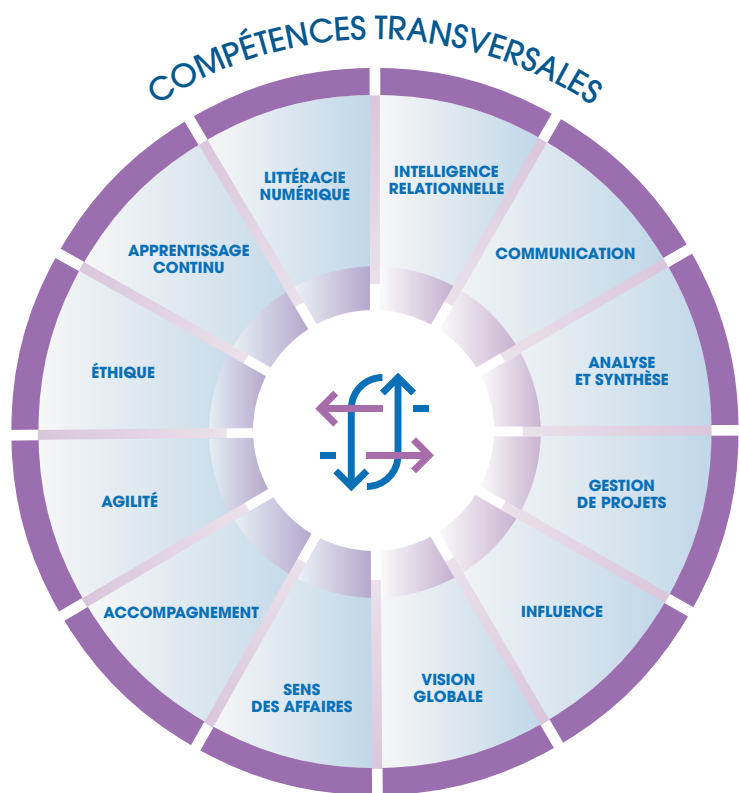 COMPÉTENCES TRANSVERSALES
INTELLIGENCE
RELATIONNELLE
COMMUNICATION
ANALYSE
ET SYNTHÈSE
GESTION
DE PROJETS
INFLUENCE
VISION
GLOBALE
SENS
DES AFFAIRES
ACCOMPAGNEMENT
AGILITÉ
ÉTHIQUE
APPRENTISSAGE
CONTINU
LITTÉRACIE
NUMÉRIQUE